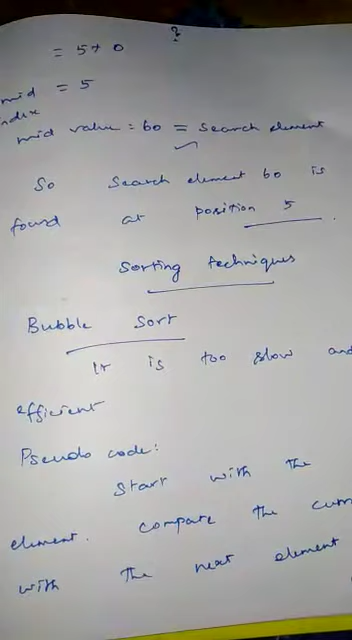 ?
= 5+0
mid = 5
index
mid value = 60 = search element
So search element 60 is
found at position 5.
Sorting techniques
Bubble Sort
It is too slow and
efficient
Pseudo code:
Start with the
element. compare the curr
with the next element